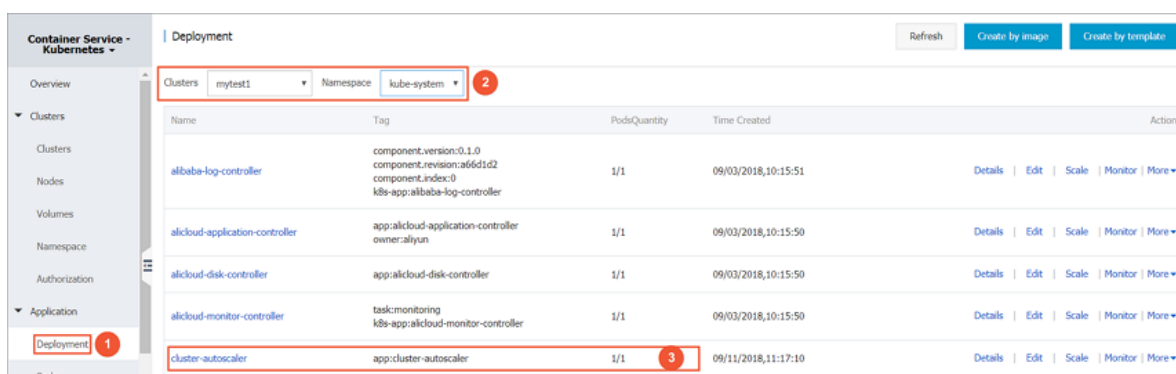 Container Service -
Kubernetes
Deployment
Refresh
Create by image
Create by template
Overview
Clusters
mytest1
Namespace
kube-system
2
Clusters
Name
Tag
PodsQuantity
Time Created
Action
Clusters
Nodes
Volumes
Namespace
Authorization
Application
Deployment
1
component.version:0.1.0
component.revision:a66d1d2
component.index:0
k8s-app:alibaba-log-controller
alibaba-log-controller
1/1
09/03/2018,10:15:51
Details | Edit | Scale | Monitor | More
alicloud-application-controller
app:alicloud-application-controller
owner:aliyun
1/1
09/03/2018,10:15:50
Details | Edit | Scale | Monitor | More
alicloud-disk-controller
app:alicloud-disk-controller
1/1
09/03/2018,10:15:50
Details | Edit | Scale | Monitor | More
alicloud-monitor-controller
task:monitoring
k8s-app:alicloud-monitor-controller
1/1
09/03/2018,10:15:50
Details | Edit | Scale | Monitor | More
cluster-autoscaler
app:cluster-autoscaler
1/1
3
09/11/2018,11:17:10
Details | Edit | Scale | Monitor | More